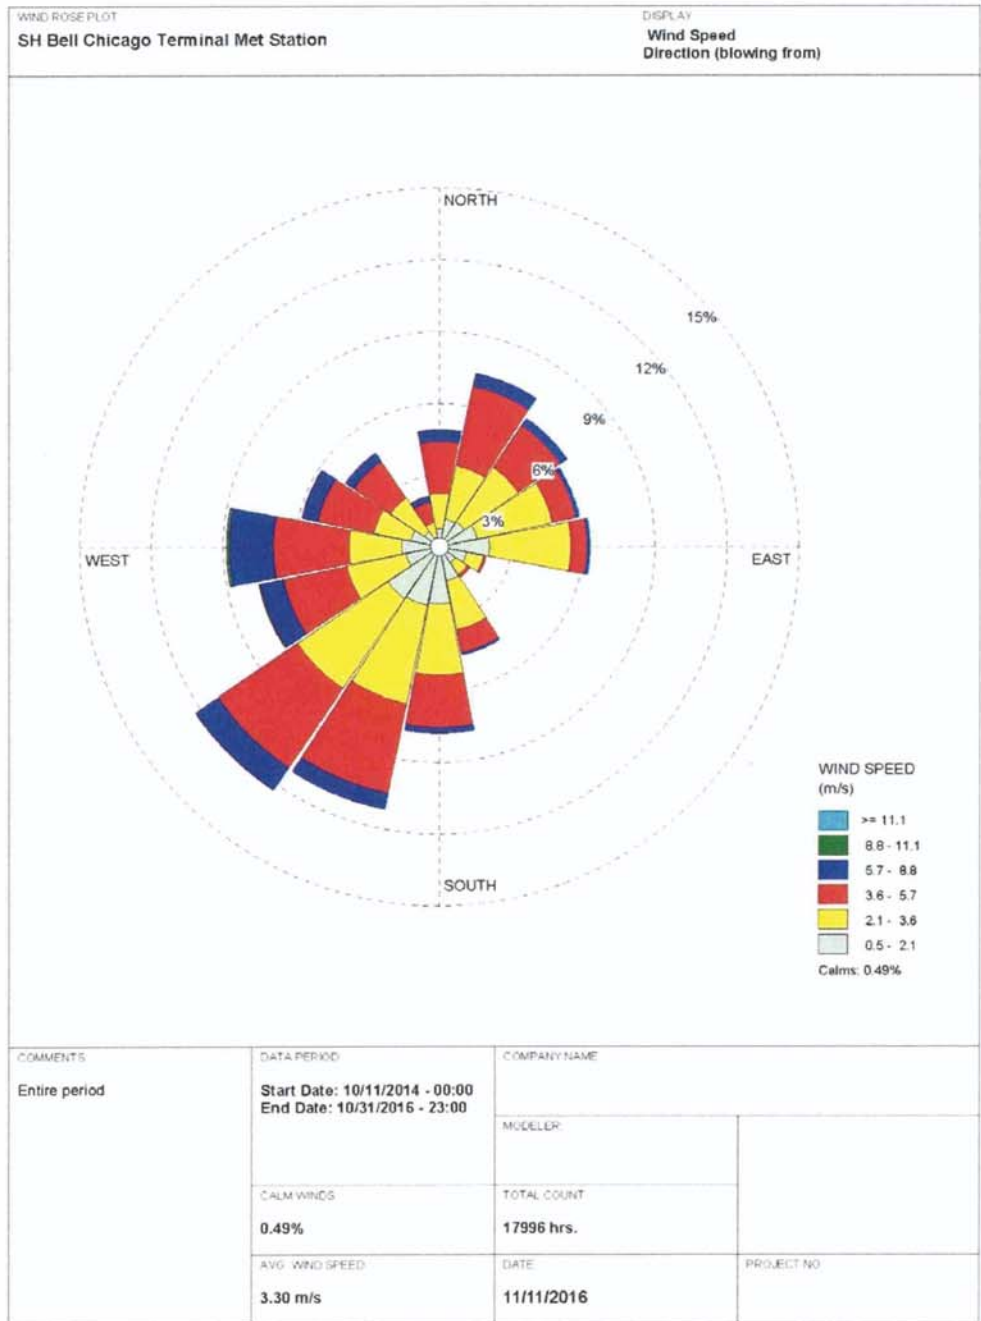 WIND ROSE PLOT
SH Bell Chicago Terminal Met Station
DISPLAY
Wind Speed
Direction (blowing from)
NORTH
15%
12%
9%
6%
3%
WEST
EAST
SOUTH
WIND SPEED
(m/s)
>= 11.1
8.8 - 11.1
5.7 - 8.8
3.6 - 5.7
2.1 - 3.6
0.5 - 2.1
Calms: 0.49%
COMMENTS
Entire period
DATA PERIOD
Start Date: 10/11/2014 - 00:00
End Date: 10/31/2016 - 23:00
COMPANY NAME
MODELER:
CALM WINDS
0.49%
TOTAL COUNT
17996 hrs.
AVG. WIND SPEED
3.30 m/s
DATE
11/11/2016
PROJECT NO